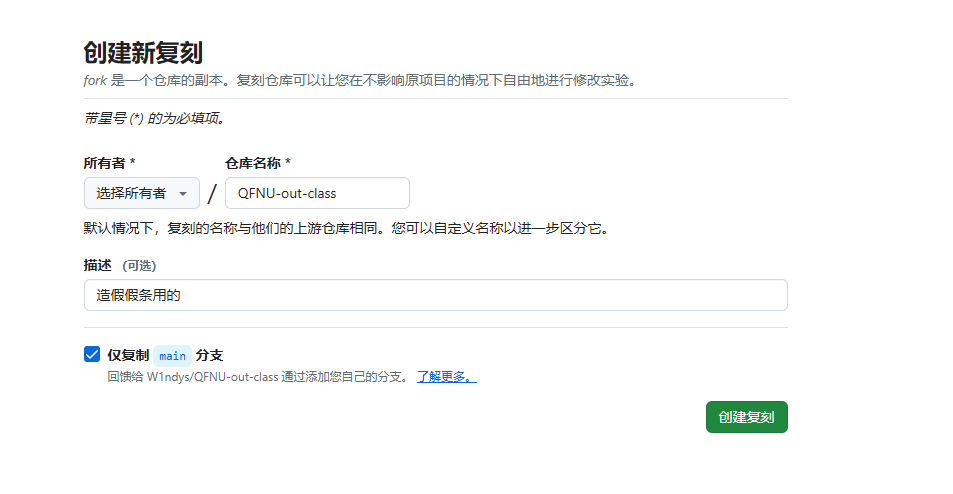 创建新复刻
fork 是一个仓库的副本。复刻仓库可以让您在不影响原项目的情况下自由地进行修改实验。
带星号 (*) 的为必填项。
所有者 * 仓库名称 *
选择所有者 / QFNU-out-class
默认情况下，复刻的名称与他们的上游仓库相同。您可以自定义名称以进一步区分它。
描述 (可选)
造假假条用的
仅复制 main 分支
回馈给 W1ndys/QFNU-out-class 通过添加您自己的分支。 了解更多。
创建复刻